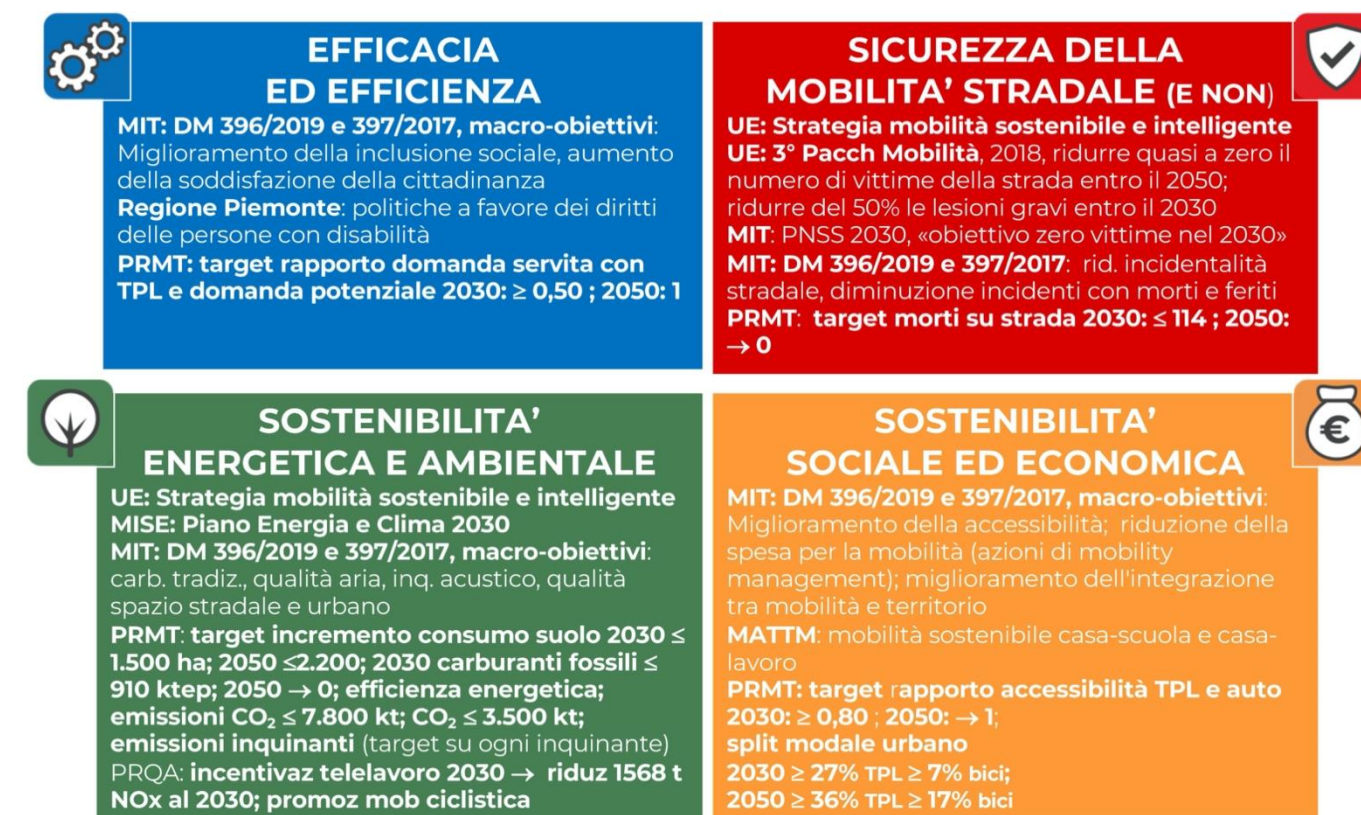 EFFICACIA
ED EFFICIENZA
MIT: DM 396/2019 e 397/2017, macro-obiettivi:
Miglioramento della inclusione sociale, aumento
della soddisfazione della cittadinanza
Regione Piemonte: politiche a favore dei diritti
delle persone con disabilità
PRMT: target rapporto domanda servita con
TPL e domanda potenziale 2030: ≥ 0,50 ; 2050: 1
SICUREZZA DELLA
MOBILITA’ STRADALE (E NON)
UE: Strategia mobilità sostenibile e intelligente
UE: 3° Pacch Mobilità, 2018, ridurre quasi a zero il
numero di vittime della strada entro il 2050;
ridurre del 50% le lesioni gravi entro il 2030
MIT: PNSS 2030, «obiettivo zero vittime nel 2030»
MIT: DM 396/2019 e 397/2017: rid. incidentalità
stradale, diminuzione incidenti con morti e feriti
PRMT: target morti su strada 2030: ≤ 114 ; 2050:
→ 0
SOSTENIBILITA’
ENERGETICA E AMBIENTALE
UE: Strategia mobilità sostenibile e intelligente
MISE: Piano Energia e Clima 2030
MIT: DM 396/2019 e 397/2017, macro-obiettivi:
carb. tradiz., qualità aria, inq. acustico, qualità
spazio stradale e urbano
PRMT: target incremento consumo suolo 2030 ≤
1.500 ha; 2050 ≤2.200; 2030 carburanti fossili ≤
910 ktep; 2050 → 0; efficienza energetica;
emissioni CO₂ ≤ 7.800 kt; CO₂ ≤ 3.500 kt;
emissioni inquinanti (target su ogni inquinante)
PRQA: incentivaz telelavoro 2030 → riduz 1568 t
NOx al 2030; promoz mob ciclistica
€
SOSTENIBILITA’
SOCIALE ED ECONOMICA
MIT: DM 396/2019 e 397/2017, macro-obiettivi:
Miglioramento della accessibilità; riduzione della
spesa per la mobilità (azioni di mobility
management); miglioramento dell'integrazione
tra mobilità e territorio
MATTM: mobilità sostenibile casa-scuola e casa-
lavoro
PRMT: target rapporto accessibilità TPL e auto
2030: ≥ 0,80 ; 2050: → 1;
split modale urbano
2030 ≥ 27% TPL ≥ 7% bici;
2050 ≥ 36% TPL ≥ 17% bici